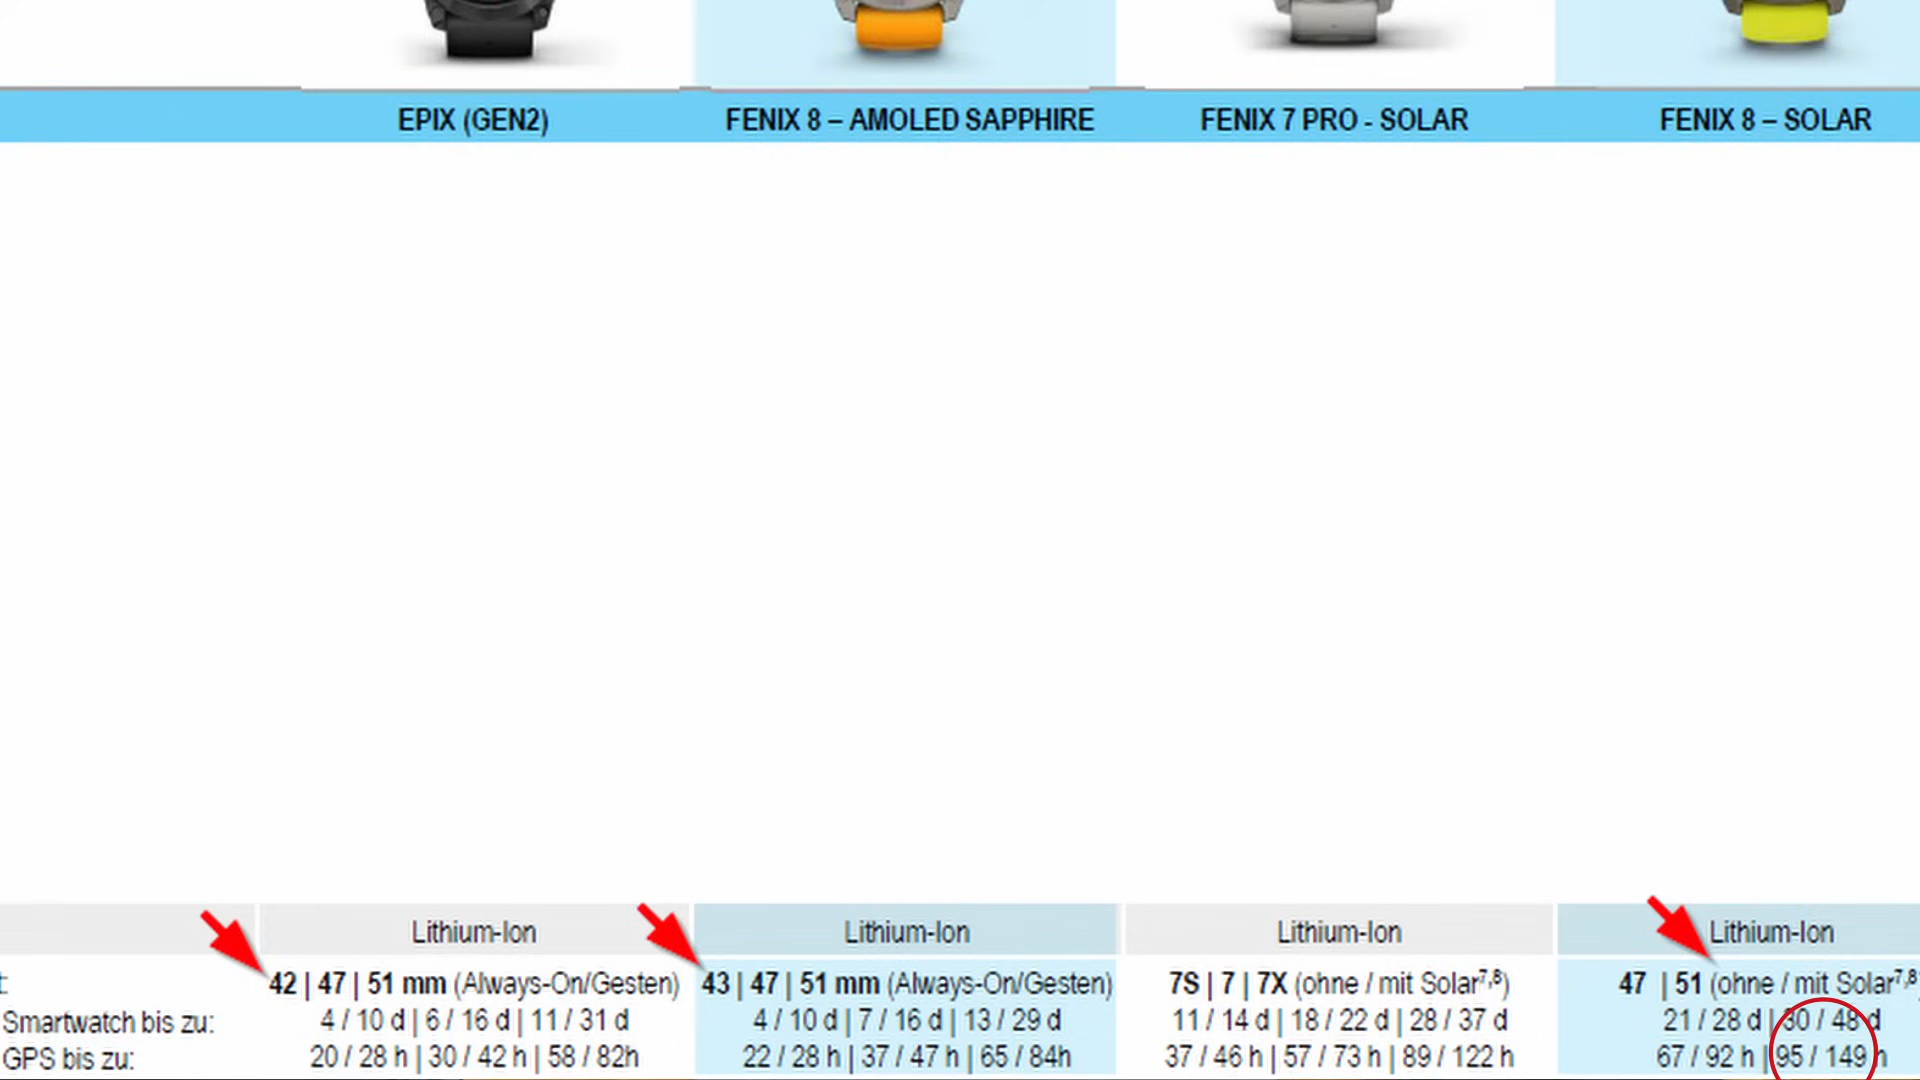 EPIX (GEN2)
FENIX 8 – AMOLED SAPPHIRE
FENIX 7 PRO - SOLAR
FENIX 8 – SOLAR
Lithium-Ion
Lithium-Ion
Lithium-Ion
Lithium-Ion
42 | 47 | 51 mm (Always-On/Gesten)
43 | 47 | 51 mm (Always-On/Gesten)
7S | 7 | 7X (ohne / mit Solar⁷,⁸)
47 | 51 (ohne / mit Solar⁷,⁸
Smartwatch bis zu:
4 / 10 d | 6 / 16 d | 11 / 31 d
4 / 10 d | 7 / 16 d | 13 / 29 d
11 / 14 d | 18 / 22 d | 28 / 37 d
21 / 28 d | 30 / 48 d
GPS bis zu:
20 / 28 h | 30 / 42 h | 58 / 82h
22 / 28 h | 37 / 47 h | 65 / 84h
37 / 46 h | 57 / 73 h | 89 / 122 h
67 / 92 h | 95 / 149 h